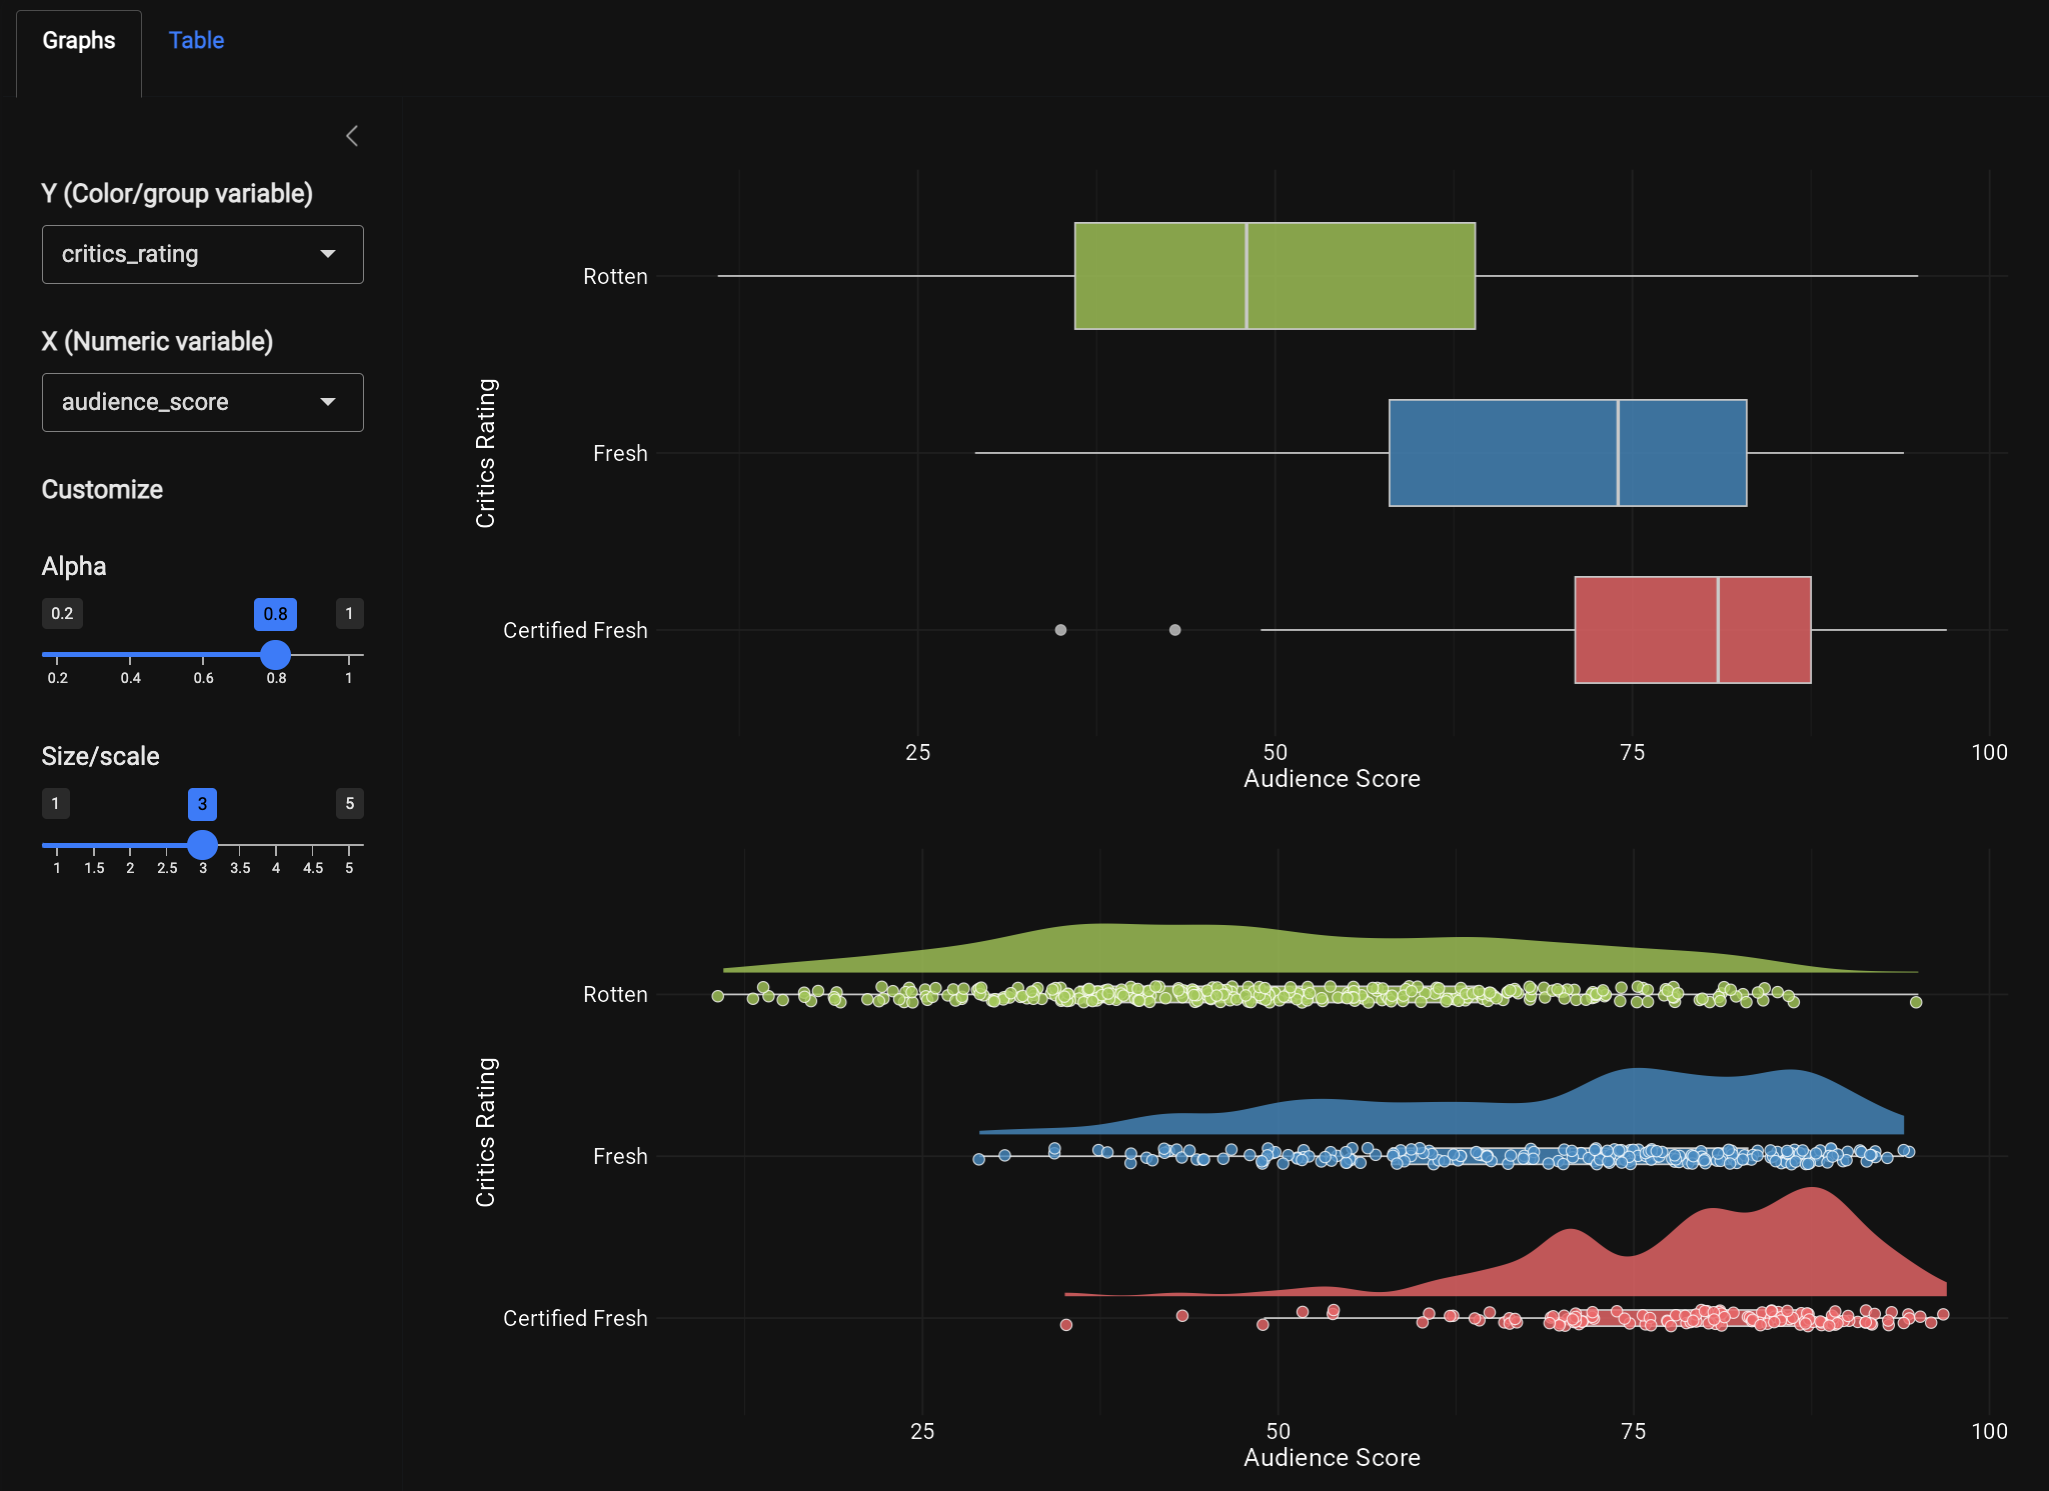 Graphs Table
Y (Color/group variable)
critics_rating
X (Numeric variable)
audience_score
Customize
Alpha
0.2 0.8 1
0.2 0.4 0.6 0.8 1
Size/scale
1 3 5
1 1.5 2 2.5 3 3.5 4 4.5 5
Critics Rating
Rotten
Fresh
Certified Fresh
25 50 75 100
Audience Score
Critics Rating
Rotten
Fresh
Certified Fresh
25 50 75 100
Audience Score